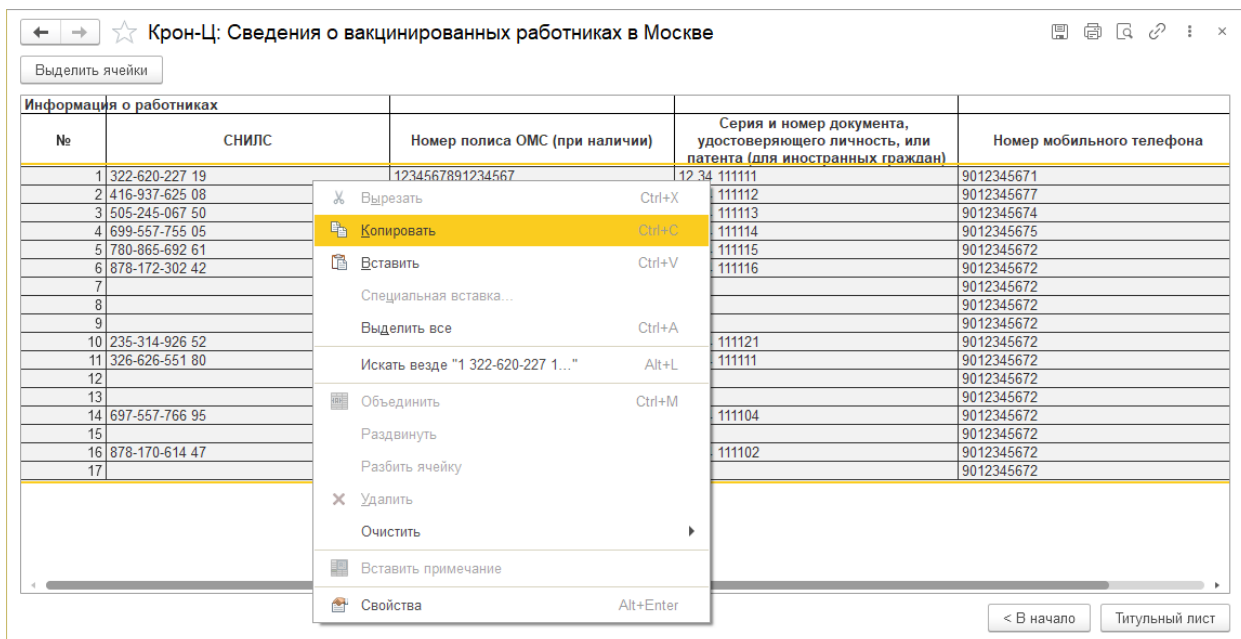 Крон-Ц: Сведения о вакцинированных работниках в Москве
Выделить ячейки
Информация о работниках
№ СНИЛС Номер полиса ОМС (при наличии) Серия и номер документа, удостоверяющего личность, или патента (для иностранных граждан) Номер мобильного телефона
1 322-620-227 19 1234567891234567 12 34 111111 9012345671
2 416-937-625 08 111112 9012345677
3 505-245-067 50 111113 9012345674
4 699-557-755 05 111114 9012345675
5 780-865-692 61 111115 9012345672
6 878-172-302 42 111116 9012345672
7 9012345672
8 9012345672
9 9012345672
10 235-314-926 52 111121 9012345672
11 326-626-551 80 111111 9012345672
12 9012345672
13 9012345672
14 697-557-766 95 111104 9012345672
15 9012345672
16 878-170-614 47 111102 9012345672
17 9012345672
Вырезать Ctrl+X
Копировать Ctrl+C
Вставить Ctrl+V
Специальная вставка...
Выделить все Ctrl+A
Искать везде "1 322-620-227 1..." Alt+L
Объединить Ctrl+M
Раздвинуть
Разбить ячейку
Удалить
Очистить
Вставить примечание
Свойства Alt+Enter
< В начало Титульный лист